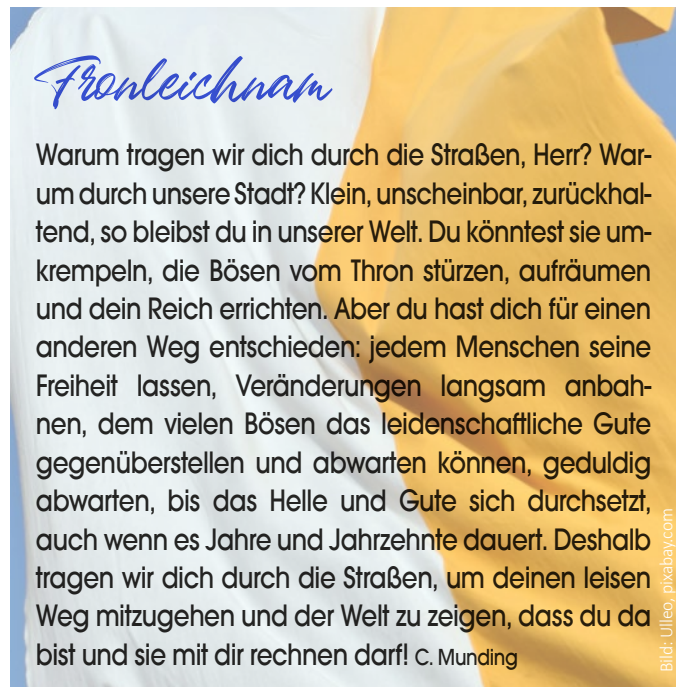 Fronleichnam
Warum tragen wir dich durch die Straßen, Herr? War-
um durch unsere Stadt? Klein, unscheinbar, zurückhal-
tend, so bleibst du in unserer Welt. Du könntest sie um-
krempeln, die Bösen vom Thron stürzen, aufräumen
und dein Reich errichten. Aber du hast dich für einen
anderen Weg entschieden: jedem Menschen seine
Freiheit lassen, Veränderungen langsam anbah-
nen, dem vielen Bösen das leidenschaftliche Gute
gegenüberstellen und abwarten können, geduldig
abwarten, bis das Helle und Gute sich durchsetzt,
auch wenn es Jahre und Jahrzehnte dauert. Deshalb
tragen wir dich durch die Straßen, um deinen leisen
Weg mitzugehen und der Welt zu zeigen, dass du da
bist und sie mit dir rechnen darf! C. Munding
Bild: Ulleo, pixabay.com